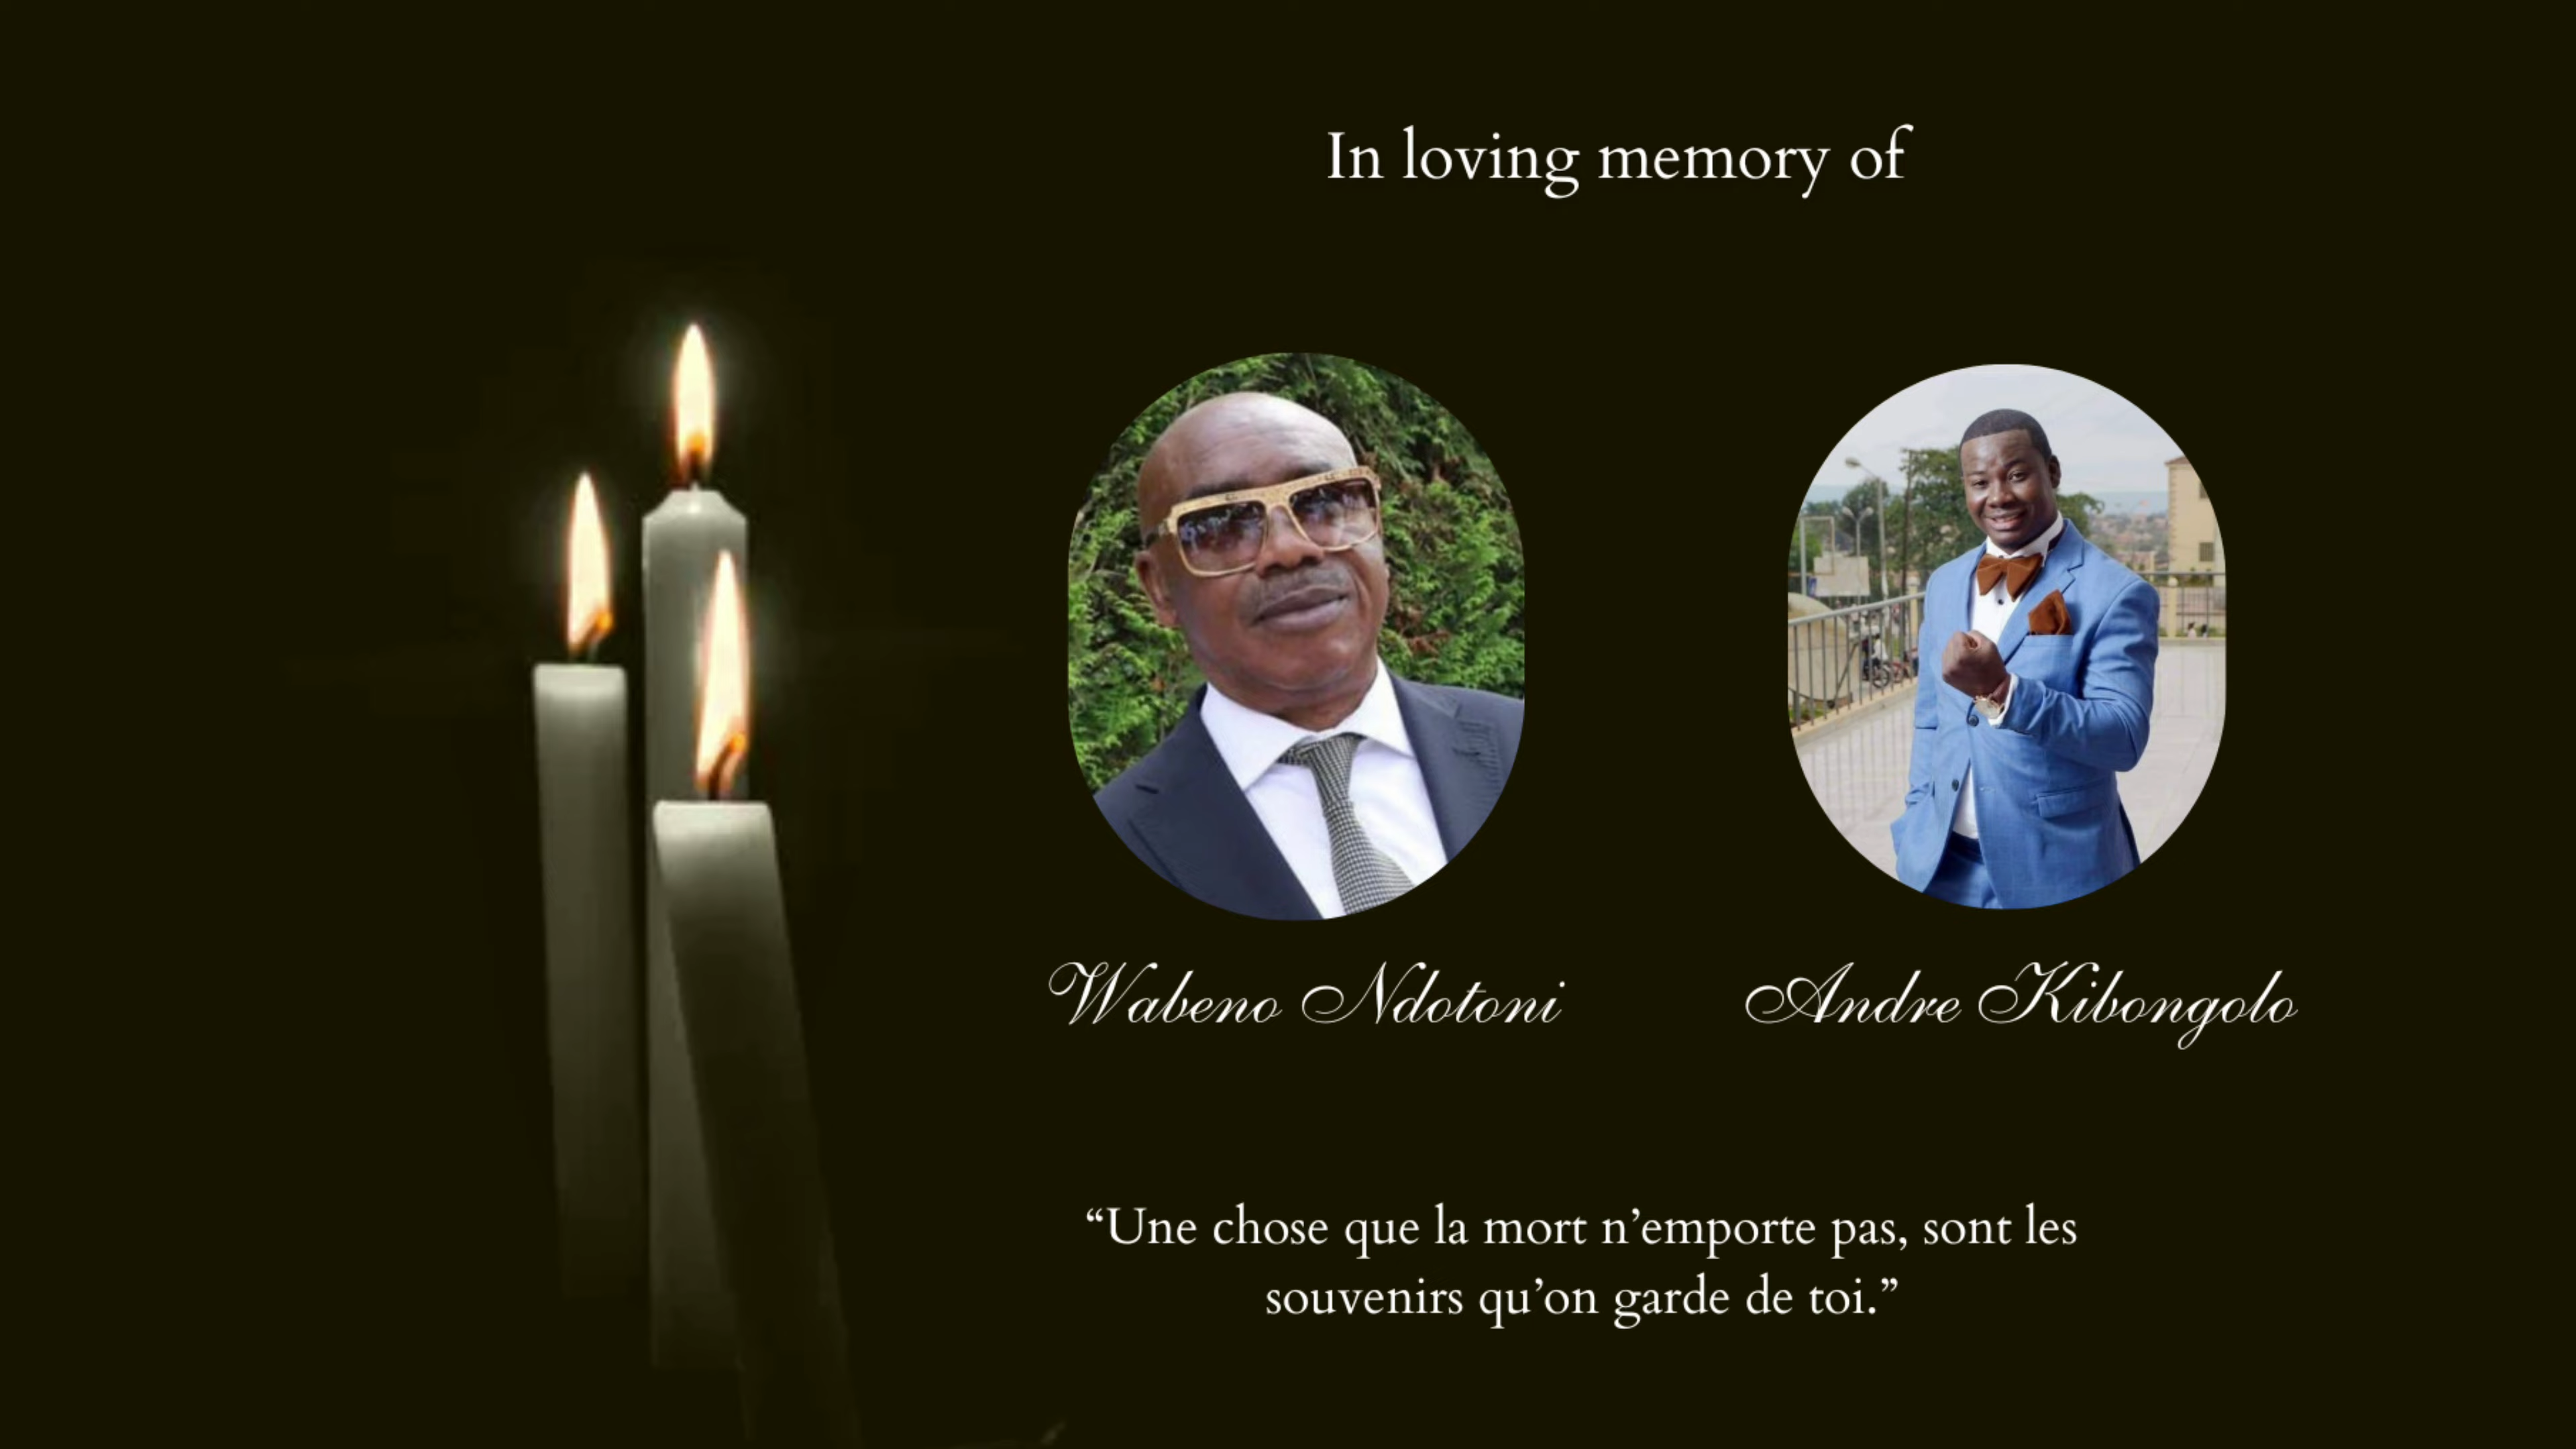 In loving memory of
Wabeno Ndotoni
Andre Kibongolo
“Une chose que la mort n’emporte pas, sont les
souvenirs qu’on garde de toi.”